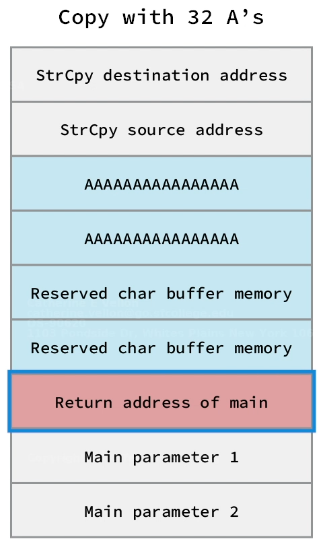 Copy with 32 A’s
StrCpy destination address
StrCpy source address
AAAAAAAAAAAAAAAA
AAAAAAAAAAAAAAAA
Reserved char buffer memory
Reserved char buffer memory
Return address of main
Main parameter 1
Main parameter 2